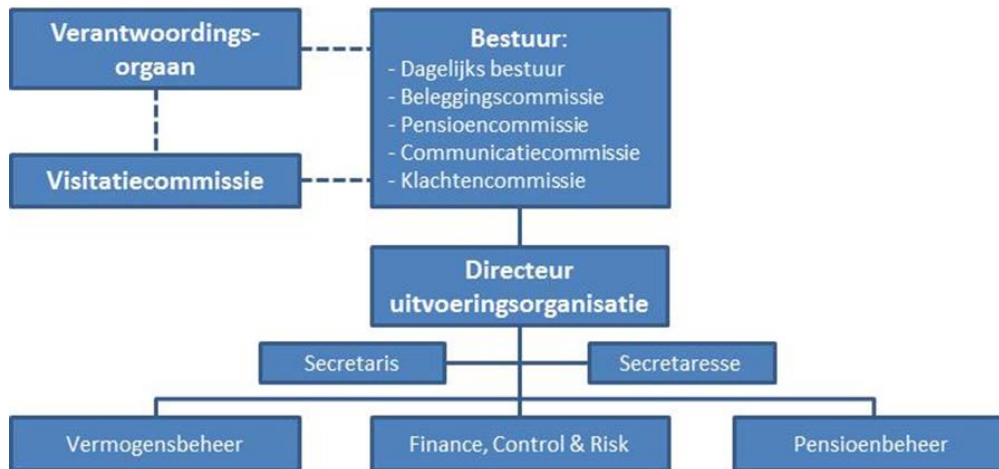 Verantwoordings-
orgaan
Visitatiecommissie
Bestuur:
- Dagelijks bestuur
- Beleggingscommissie
- Pensioencommissie
- Communicatiecommissie
- Klachtencommissie
Directeur
uitvoeringsorganisatie
Secretaris
Secretaresse
Vermogensbeheer
Finance, Control & Risk
Pensioenbeheer